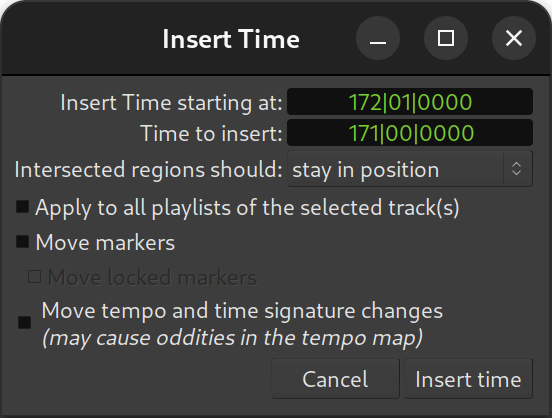 Insert Time
Insert Time starting at: 172|01|0000
Time to insert: 171|00|0000
Intersected regions should: stay in position
Apply to all playlists of the selected track(s)
Move markers
Move locked markers
Move tempo and time signature changes
(may cause oddities in the tempo map)
Cancel Insert time